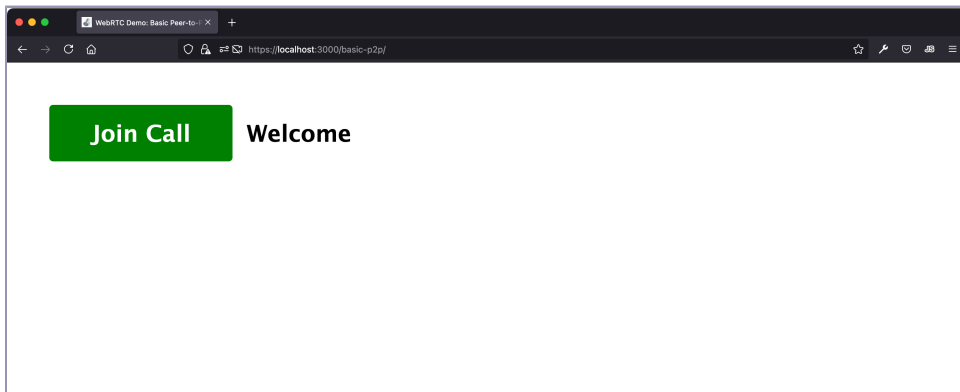 WebRTC Demo: Basic Peer-to-
https://localhost:3000/basic-p2p/
Join Call Welcome